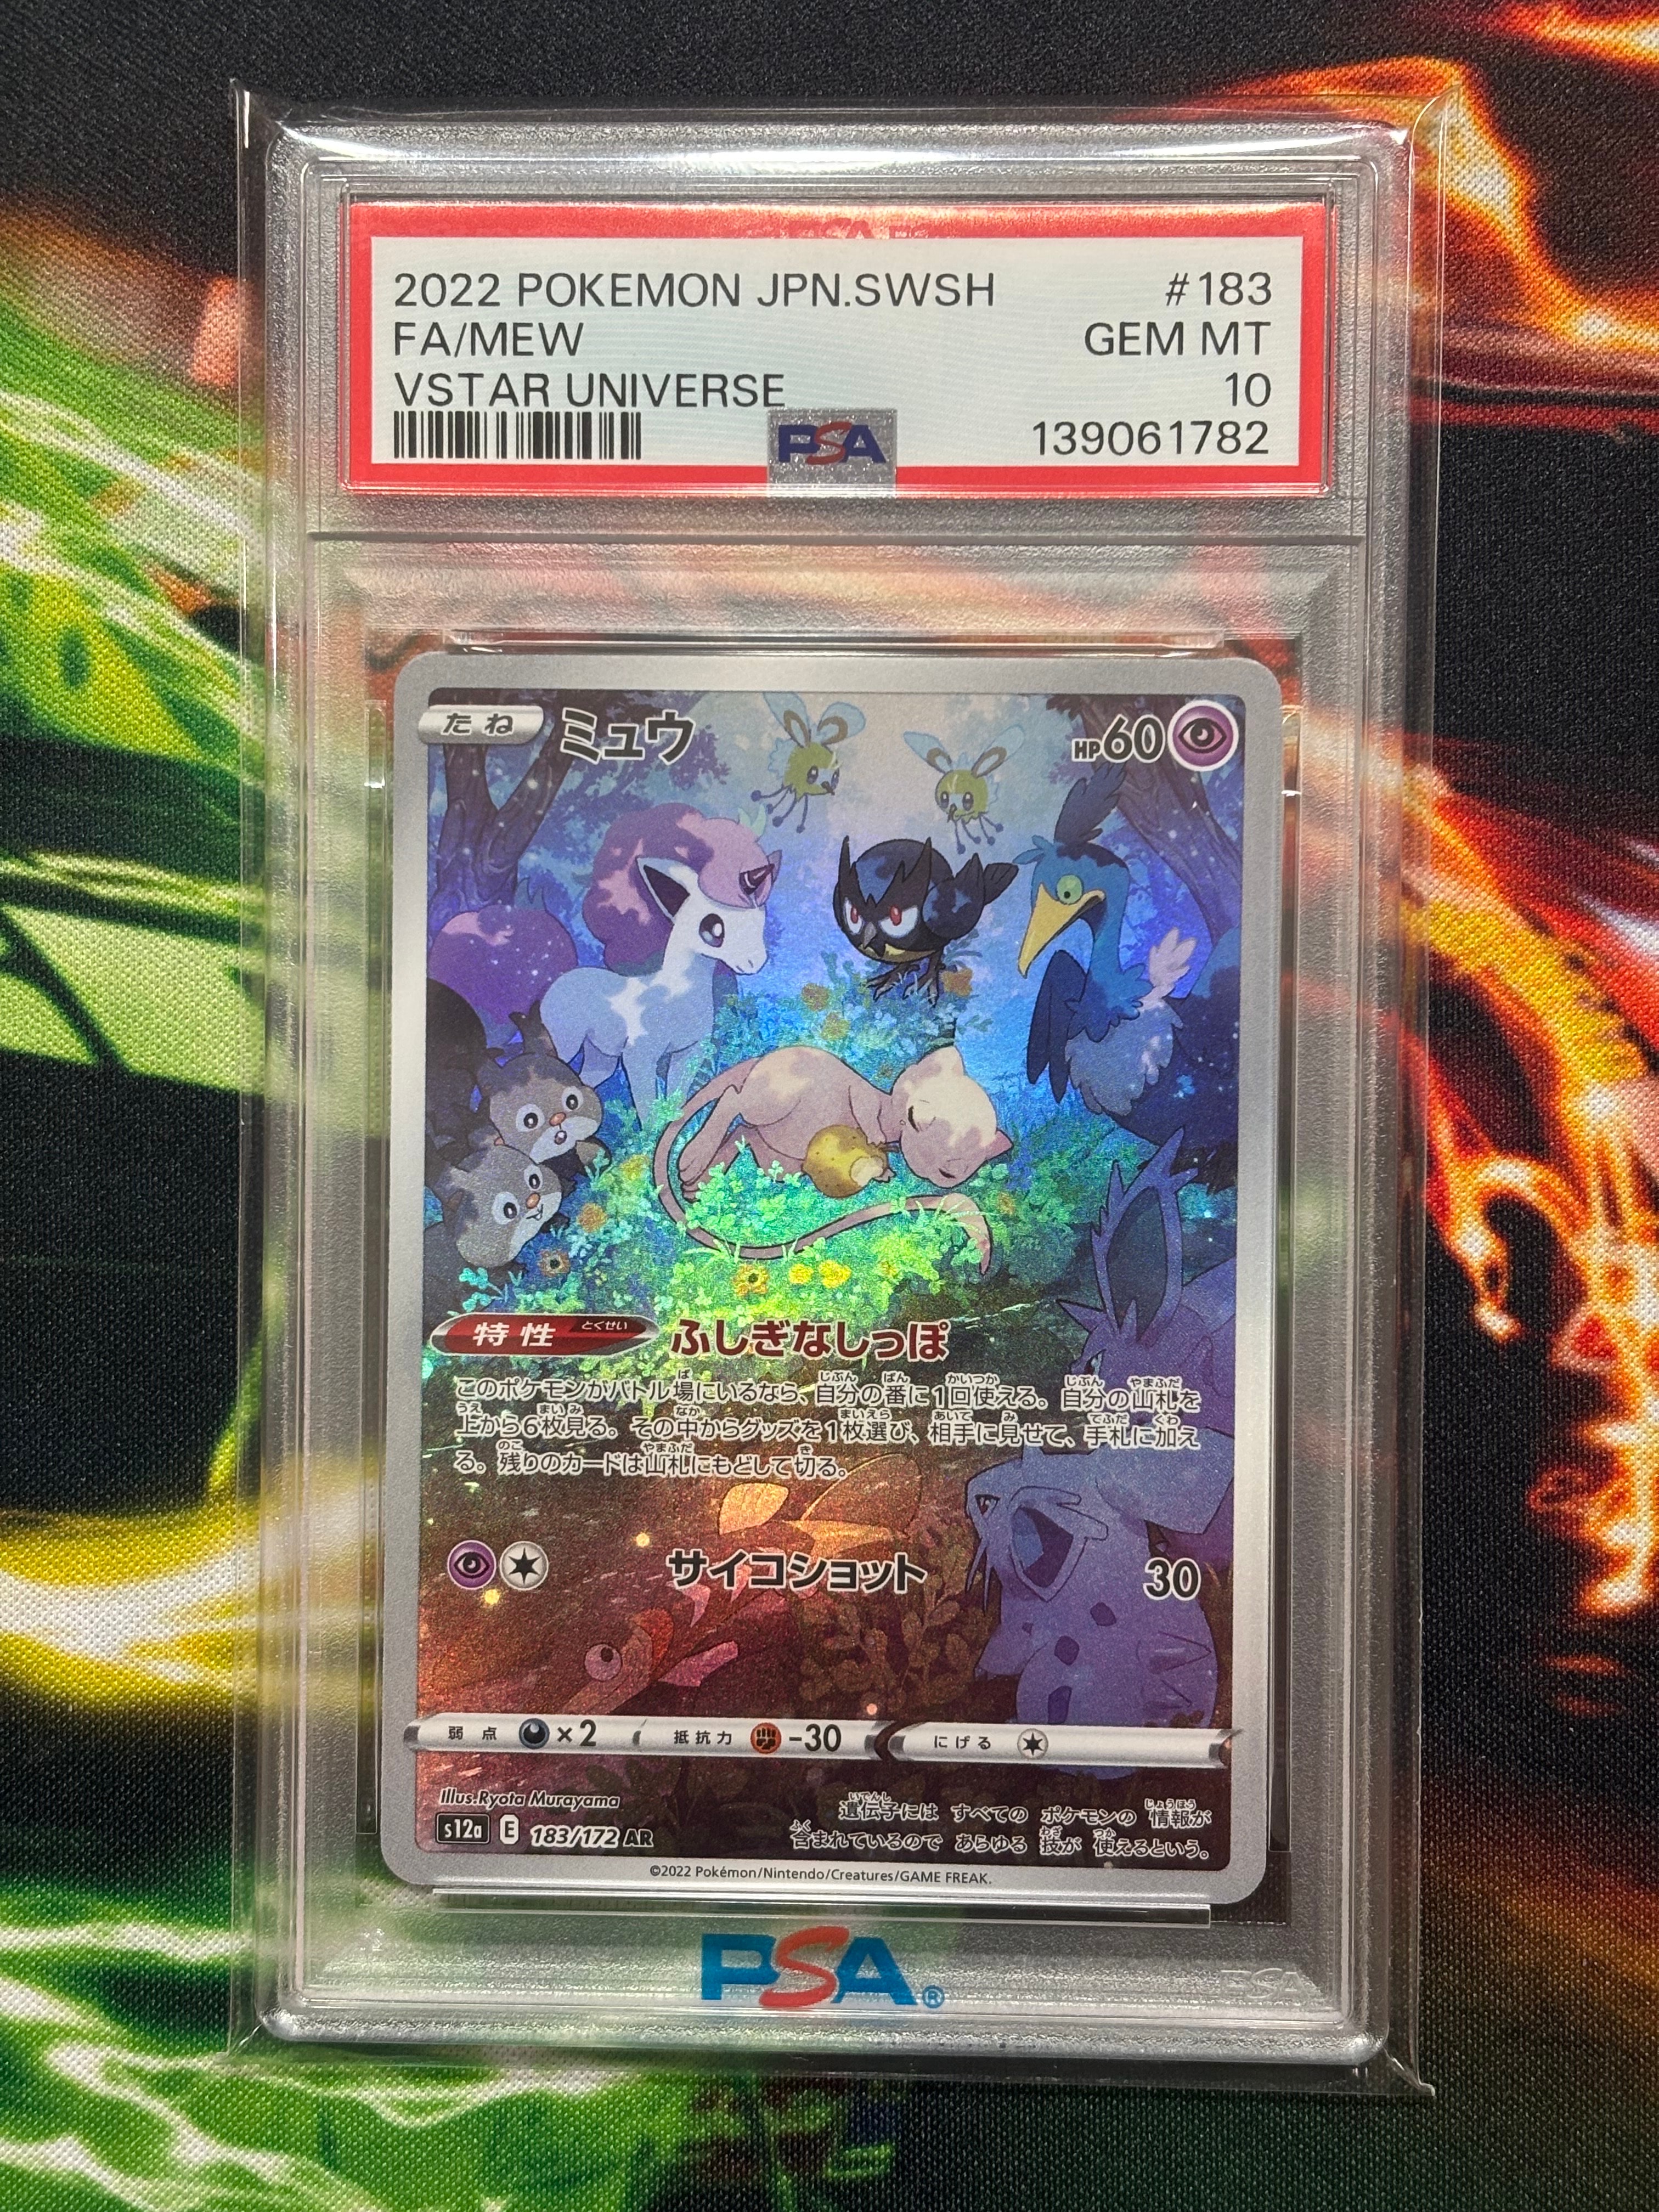 2022 POKEMON JPN.SWSH #183
FA/MEW GEM MT
VSTAR UNIVERSE 10
PSA 139061782
たね ミュウ HP60
特性 とくせい ふしぎなしっぽ
このポケモンがバトル場にいるなら、自分の番に1回使える。自分の山札を
上から6枚見る。その中からグッズを1枚選び、相手に見せて、手札に加え
る。残りのカードは山札にもどして切る。
サイコショット 30
弱点 ×2 抵抗力 -30 にげる
Illus.Ryota Murayama
遺伝子には すべての ポケモンの 情報が
s12a E 183/172 AR
含まれているので あらゆる 技が 使えるという。
©2022 Pokémon/Nintendo/Creatures/GAME FREAK.
PSA®
PSA